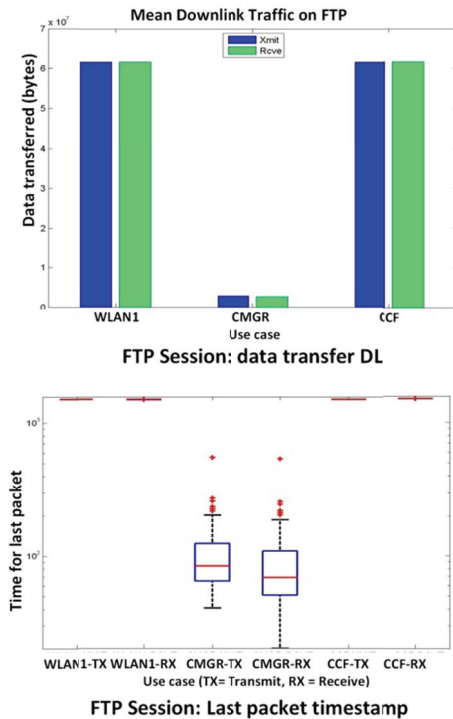 Mean Downlink Traffic on FTP
x 10^7
Xmit
Rcve
7
6
5
4
3
2
1
0
Data transferred (bytes)
WLAN1 CMGR CCF
Use case
FTP Session: data transfer DL
10^3
10^2
Time for last packet
WLAN1-TX WLAN1-RX CMGR-TX CMGR-RX CCF-TX CCF-RX
Use case (TX= Transmit, RX = Receive)
FTP Session: Last packet timestamp